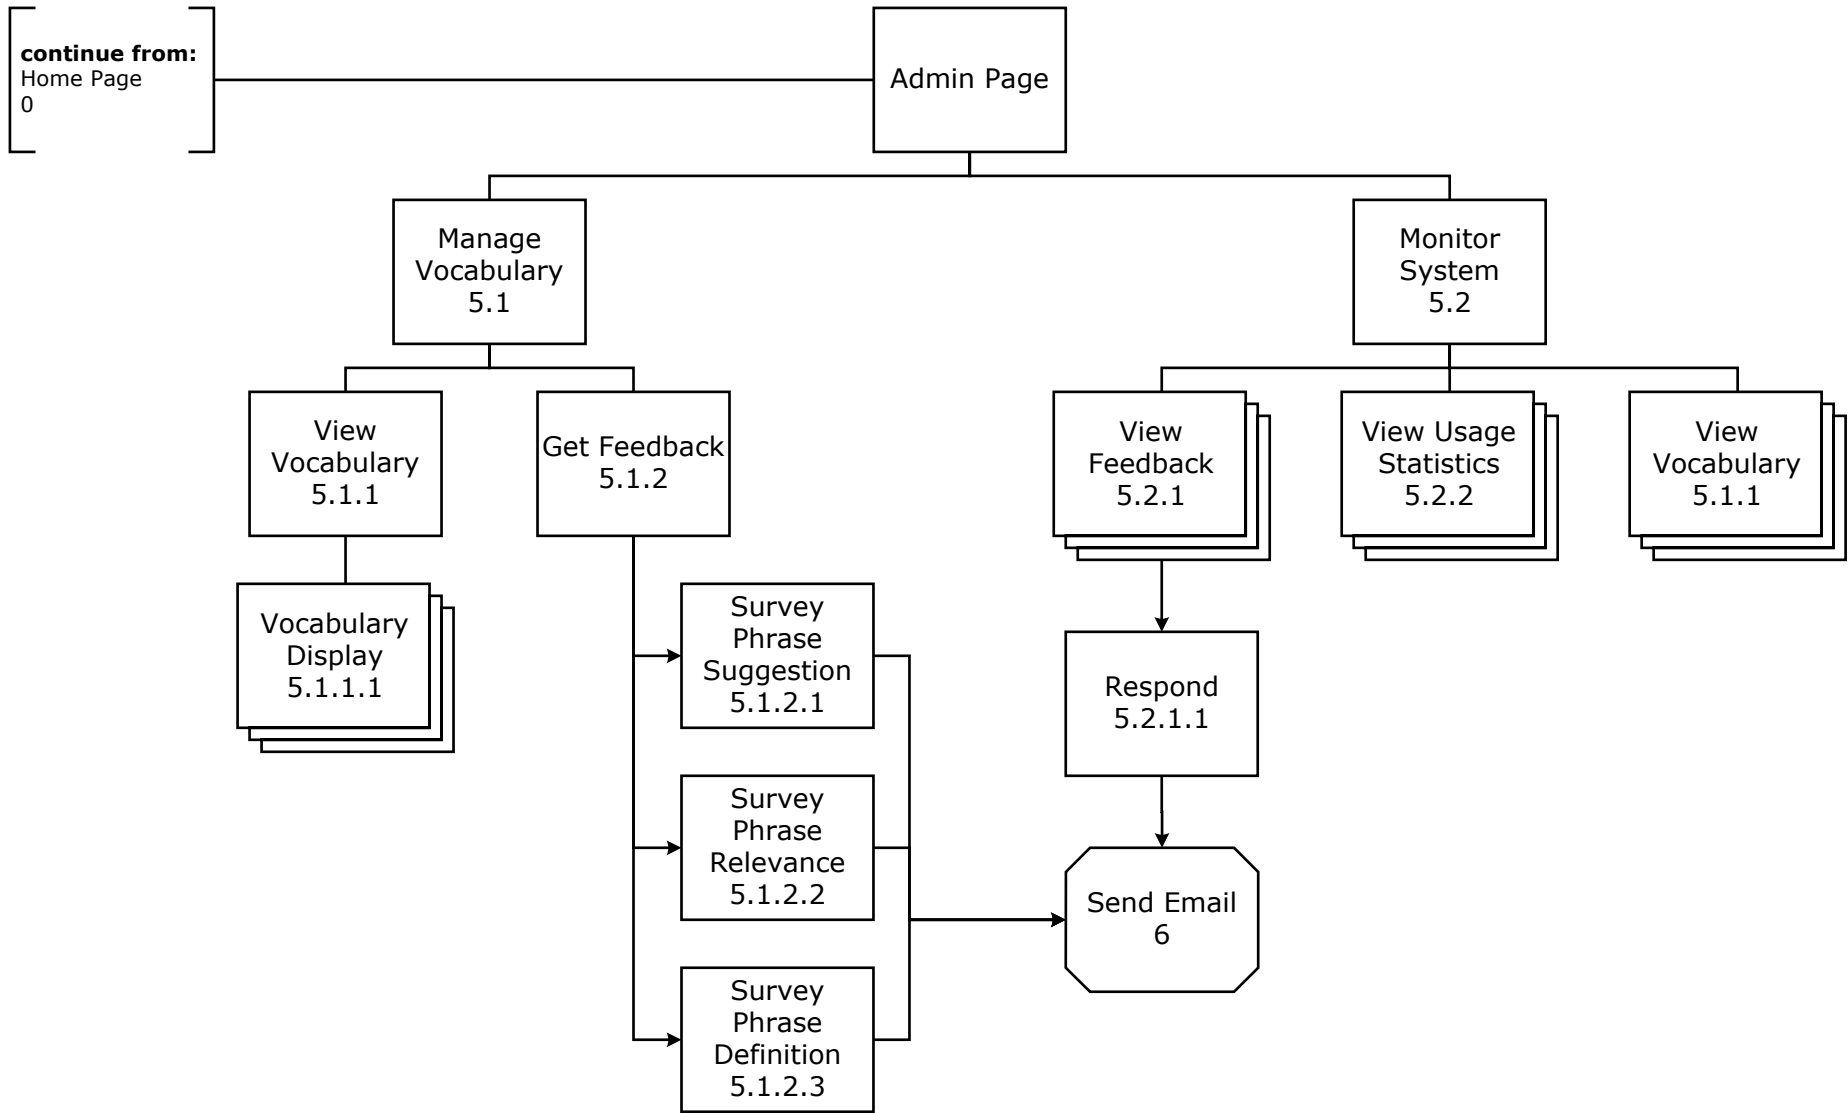 continue from:
Home Page
0
Admin Page
Manage
Vocabulary
5.1
Monitor
System
5.2
View
Vocabulary
5.1.1
Get Feedback
5.1.2
View
Feedback
5.2.1
View Usage
Statistics
5.2.2
View
Vocabulary
5.1.1
Vocabulary
Display
5.1.1.1
Survey
Phrase
Suggestion
5.1.2.1
Respond
5.2.1.1
Survey
Phrase
Relevance
5.1.2.2
Send Email
6
Survey
Phrase
Definition
5.1.2.3